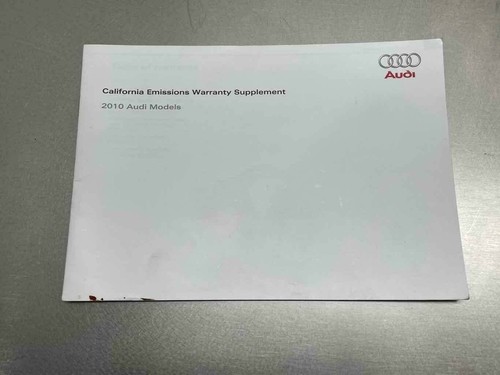 Audi
California Emissions Warranty Supplement
2010 Audi Models